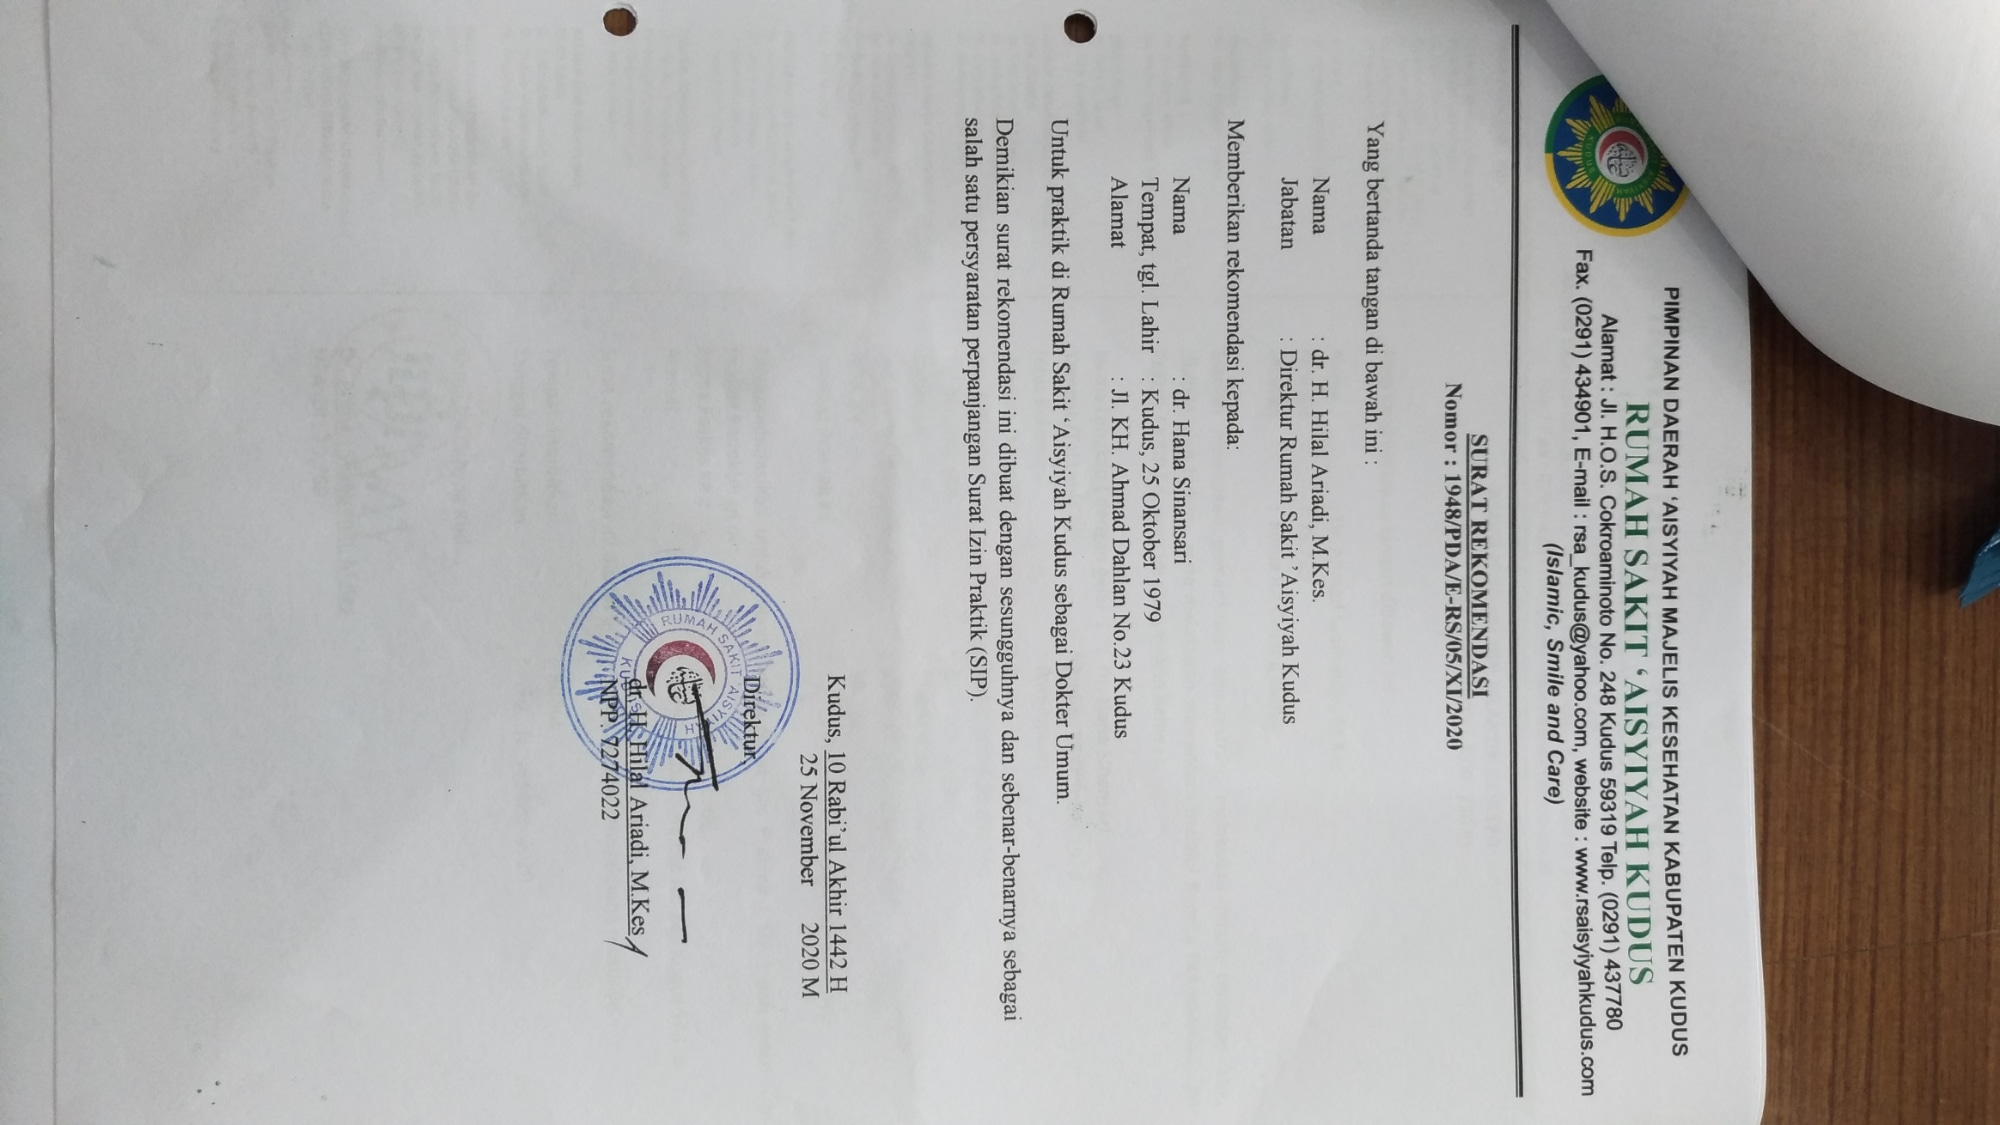 PIMPINAN DAERAH ‘AISYIYAH MAJELIS KESEHATAN KABUPATEN KUDUS
RUMAH SAKIT ‘AISYIYAH KUDUS
Alamat : Jl. H.O.S. Cokroaminoto No. 248 Kudus 59319 Telp. (0291) 437780
Fax. (0291) 434901, E-mail : rsa_kudus@yahoo.com, website : www.rsaisyiyahkudus.com
(Islamic, Smile and Care)
SURAT REKOMENDASI
Nomor : 1948/PDA/E-RS/05/XI/2020
Yang bertanda tangan di bawah ini :
Nama : dr. H. Hilal Ariadi, M.Kes.
Jabatan : Direktur Rumah Sakit ’Aisyiyah Kudus
Memberikan rekomendasi kepada:
Nama : dr. Hana Sinansari
Tempat, tgl. Lahir : Kudus, 25 Oktober 1979
Alamat : Jl. KH. Ahmad Dahlan No.23 Kudus
Untuk praktik di Rumah Sakit ‘Aisyiyah Kudus sebagai Dokter Umum.
Demikian surat rekomendasi ini dibuat dengan sesungguhnya dan sebenar-benarnya sebagai
salah satu persyaratan perpanjangan Surat Izin Praktik (SIP).
Kudus, 10 Rabi’ul Akhir 1442 H
25 November 2020 M
Direktur,
RUMAH SAKIT 'AISYIYAH
KUDUS
dr. H. Hilal Ariadi, M.Kes
NPP. 7274022